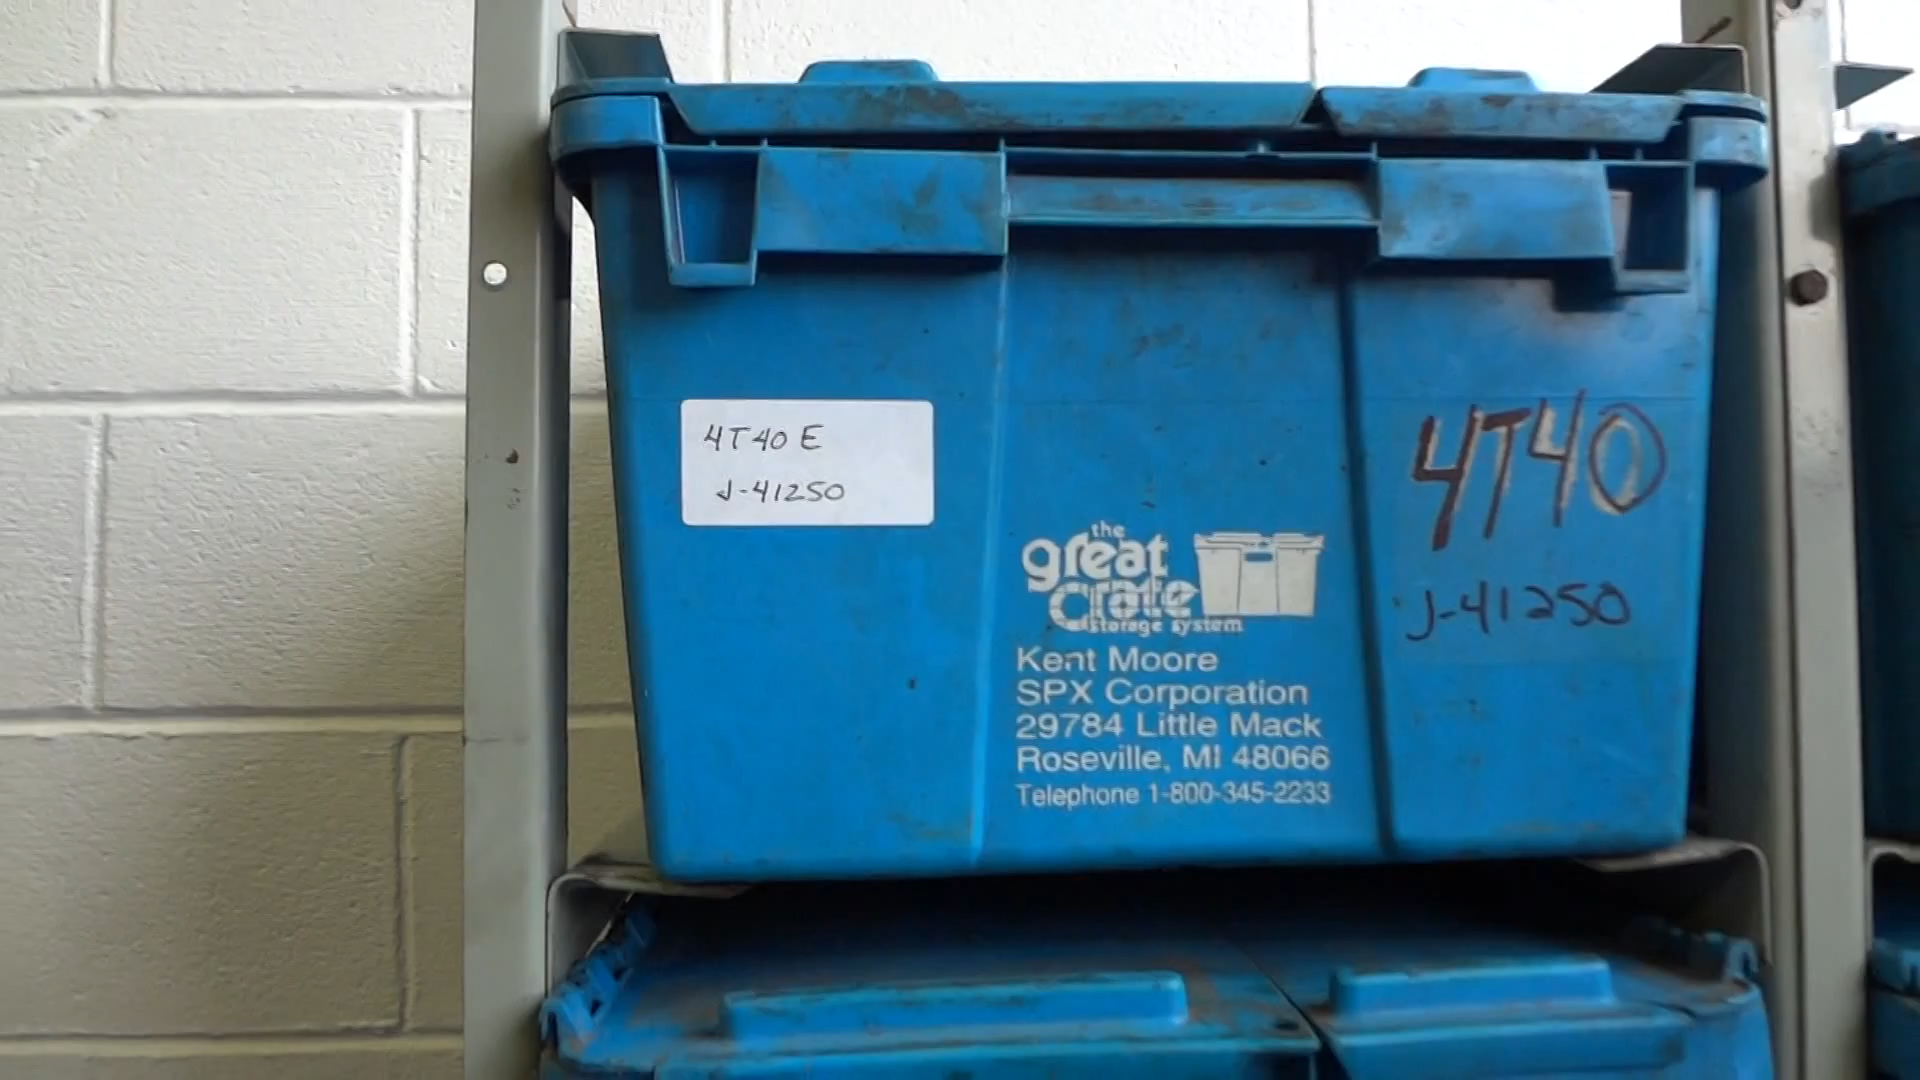 4T40 E
J-41250
the
great
crate
storage system
Kent Moore
SPX Corporation
29784 Little Mack
Roseville, MI 48066
Telephone 1-800-345-2233
4T40
J-41250